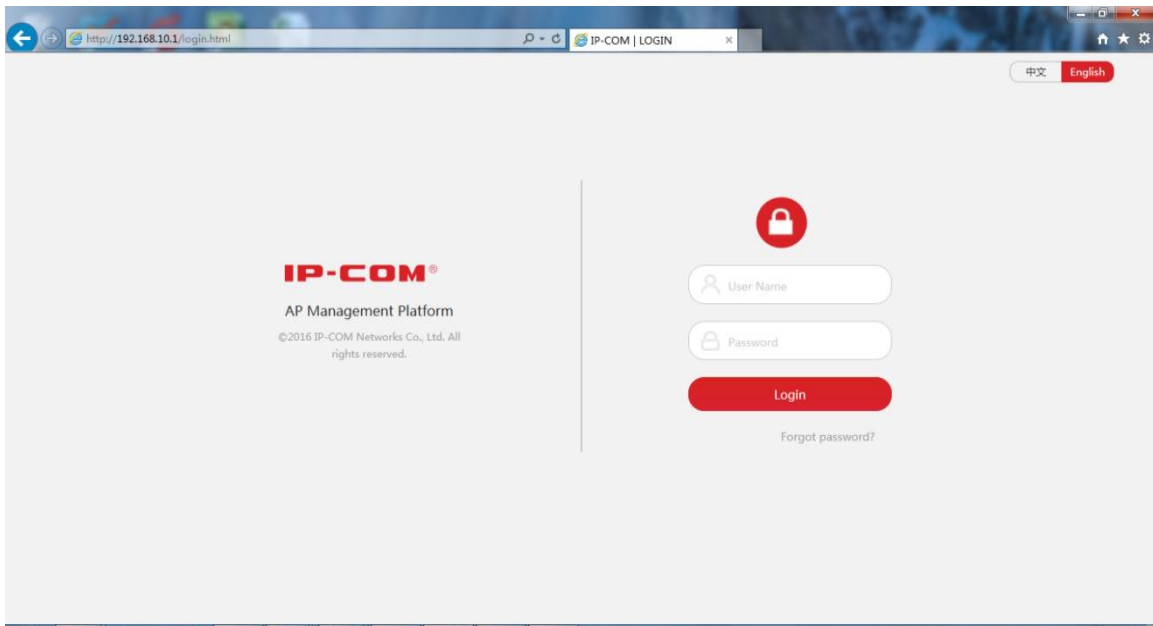 http://192.168.10.1/login.html
IP-COM | LOGIN
中文 English
IP-COM®
AP Management Platform
©2016 IP-COM Networks Co., Ltd. All
rights reserved.
User Name
Password
Login
Forgot password?